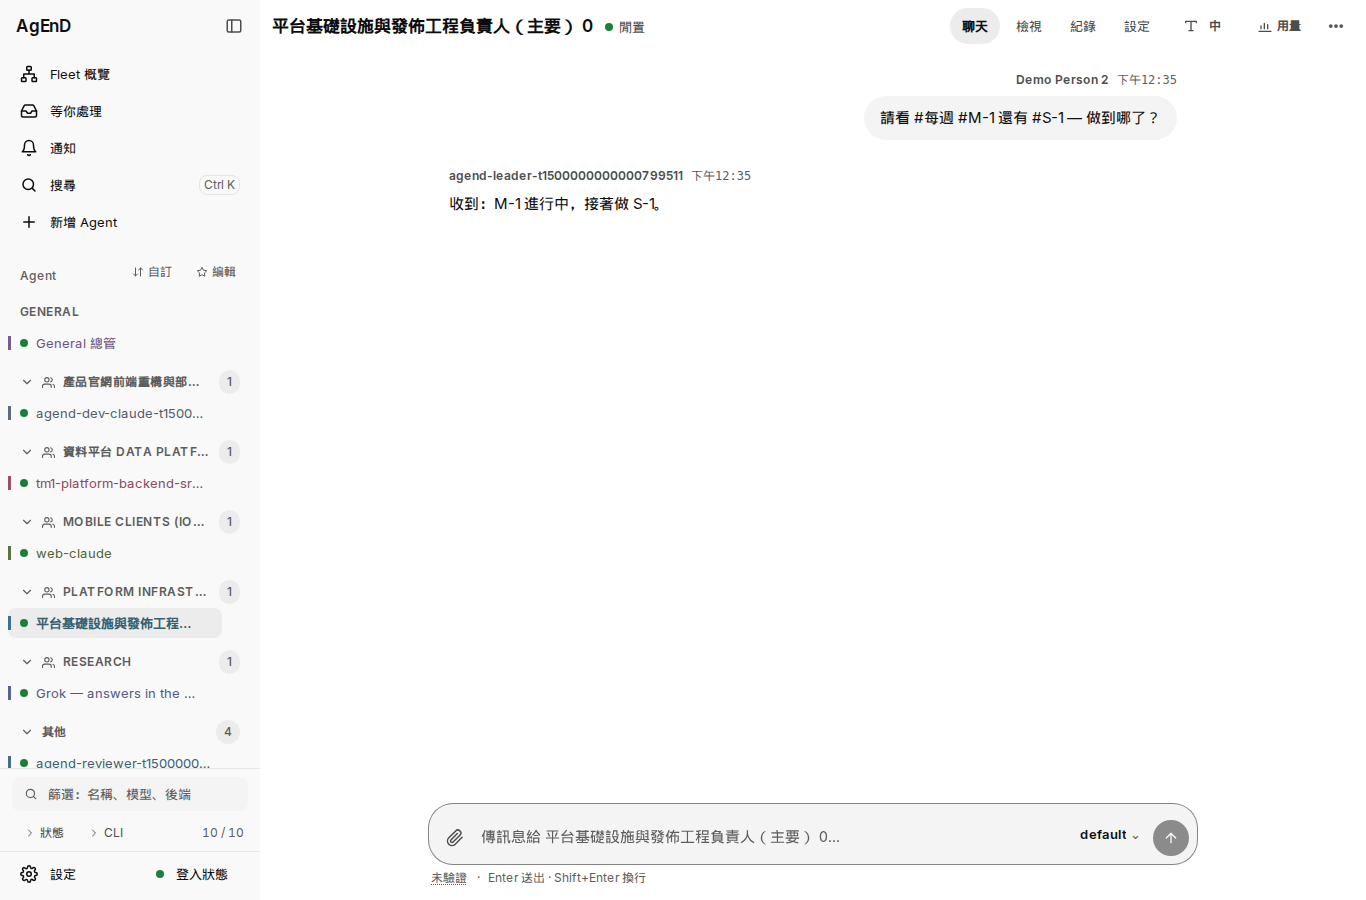 AgEnD
Fleet 概覽
等你處理
通知
搜尋 Ctrl K
新增 Agent
Agent 自訂 編輯
GENERAL
General 總管
產品官網前端重構與部... 1
agend-dev-claude-t1500...
資料平台 DATA PLATF... 1
tm1-platform-backend-sr...
MOBILE CLIENTS (IO... 1
web-claude
PLATFORM INFRAST... 1
平台基礎設施與發佈工程...
RESEARCH 1
Grok — answers in the ...
其他 4
agend-reviewer-t1500000...
篩選：名稱、模型、後端
狀態 CLI 10 / 10
設定 登入狀態
平台基礎設施與發佈工程負責人（主要）0 閒置
聊天 檢視 紀錄 設定 中 用量
Demo Person 2 下午12:35
請看 #每週 #M-1 還有 #S-1 — 做到哪了？
agend-leader-t1500000000000799511 下午12:35
收到：M-1 進行中，接著做 S-1。
傳訊息給 平台基礎設施與發佈工程負責人（主要）0...
default
未驗證 · Enter 送出 · Shift+Enter 換行